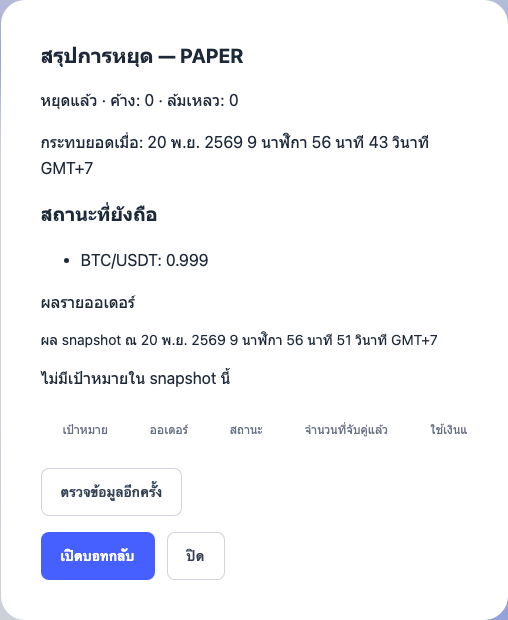 สรุปการหยุด — PAPER
หยุดแล้ว · ค้าง: 0 · ล้มเหลว: 0
กระทบยอดเมื่อ: 20 พ.ย. 2569 9 นาฬิกา 56 นาที 43 วินาที
GMT+7
สถานะที่ยังถือ
• BTC/USDT: 0.999
ผลรายออเดอร์
ผล snapshot ณ 20 พ.ย. 2569 9 นาฬิกา 56 นาที 51 วินาที GMT+7
ไม่มีเป้าหมายใน snapshot นี้
เป้าหมาย ออเดอร์ สถานะ จำนวนที่จับคู่แล้ว ใช้เงินแ
ตรวจข้อมูลอีกครั้ง
เปิดบอทกลับ ปิด